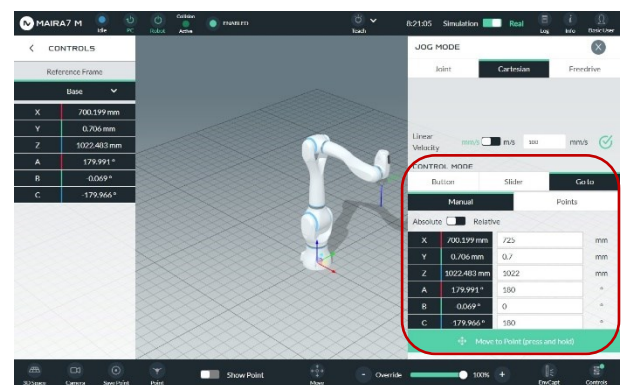 MAIRA7 M
Idle
PC
Robot
Collision
Active
ENABLED
Teach
8:21:05 Simulation Real
Log
Info
Basic User
CONTROLS
Reference Frame
Base
X 700.199 mm
Y 0.706 mm
Z 1022.483 mm
A 179.991 °
B -0.069 °
C -179.966 °
JOG MODE
Joint Cartesian Freedrive
Linear
Velocity
mm/s m/s 180 mm/s
CONTROL MODE
Button Slider Go to
Manual Points
Absolute Relative
X 700.199 mm 725 mm
Y 0.706 mm 0.7 mm
Z 1022.483 mm 1022 mm
A 179.991 ° 180 °
B -0.069 ° 0 °
C -179.966 ° 180 °
Move to Point (press and hold)
3D Space
Camera
Save Point
Point
Show Point
Move
- Override 100% +
EnvCapt
Controls